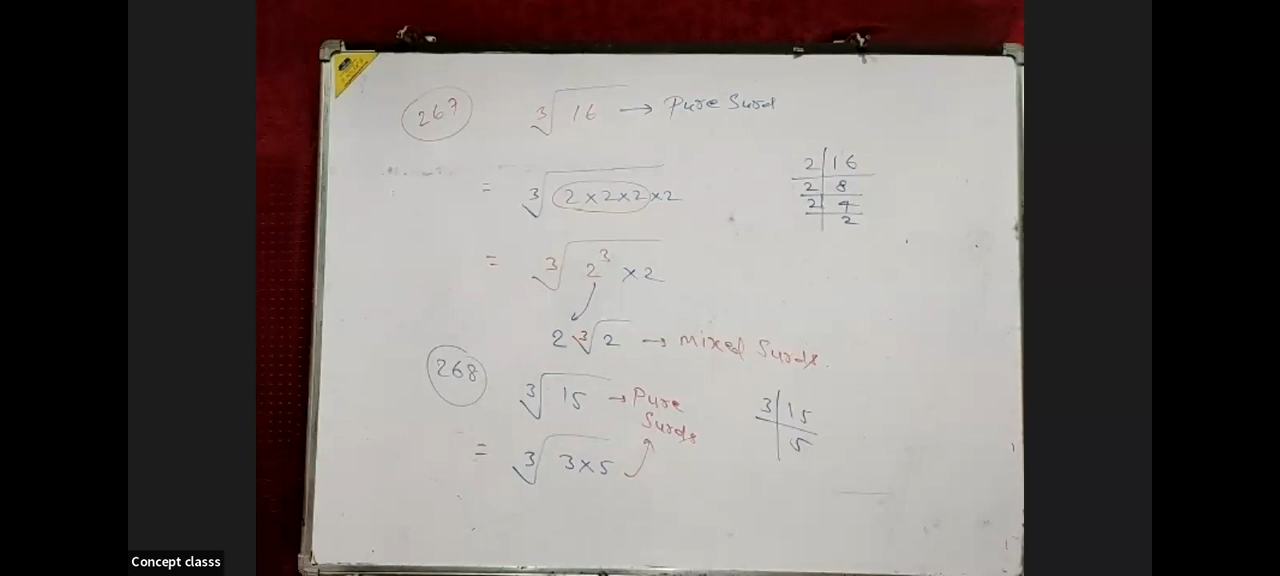 267
∛16 → Pure Surd
= ∛2×2×2×2
2 | 16
2 | 8
2 | 4
2
= ∛2³ × 2
2∛2 → Mixed Surds.
268
∛15 → Pure
Surds
= ∛3×5
3 | 15
5
Concept classs